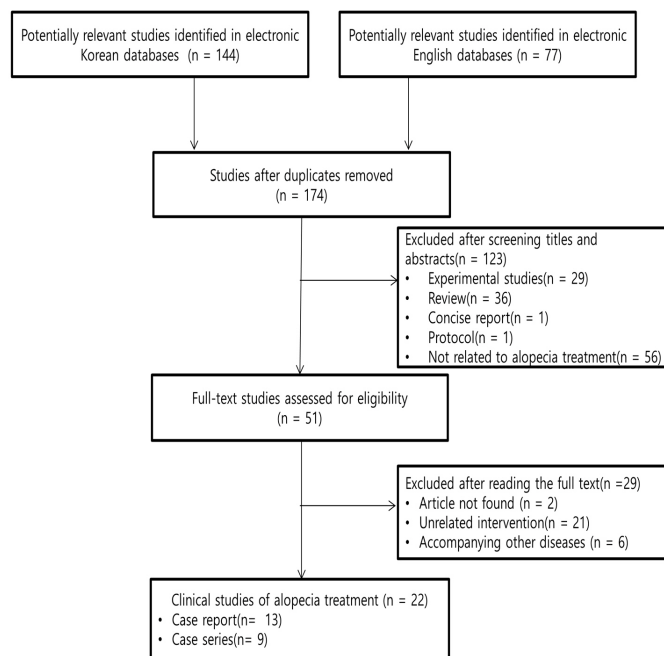 Potentially relevant studies identified in electronic
Korean databases (n = 144)
Potentially relevant studies identified in electronic
English databases (n = 77)
Studies after duplicates removed
(n = 174)
Excluded after screening titles and
abstracts(n = 123)
• Experimental studies(n = 29)
• Review(n = 36)
• Concise report(n = 1)
• Protocol(n = 1)
• Not related to alopecia treatment(n = 56)
Full-text studies assessed for eligibility
(n = 51)
Excluded after reading the full text(n =29)
• Article not found (n = 2)
• Unrelated intervention(n = 21)
• Accompanying other diseases (n = 6)
Clinical studies of alopecia treatment (n = 22)
• Case report(n= 13)
• Case series(n= 9)